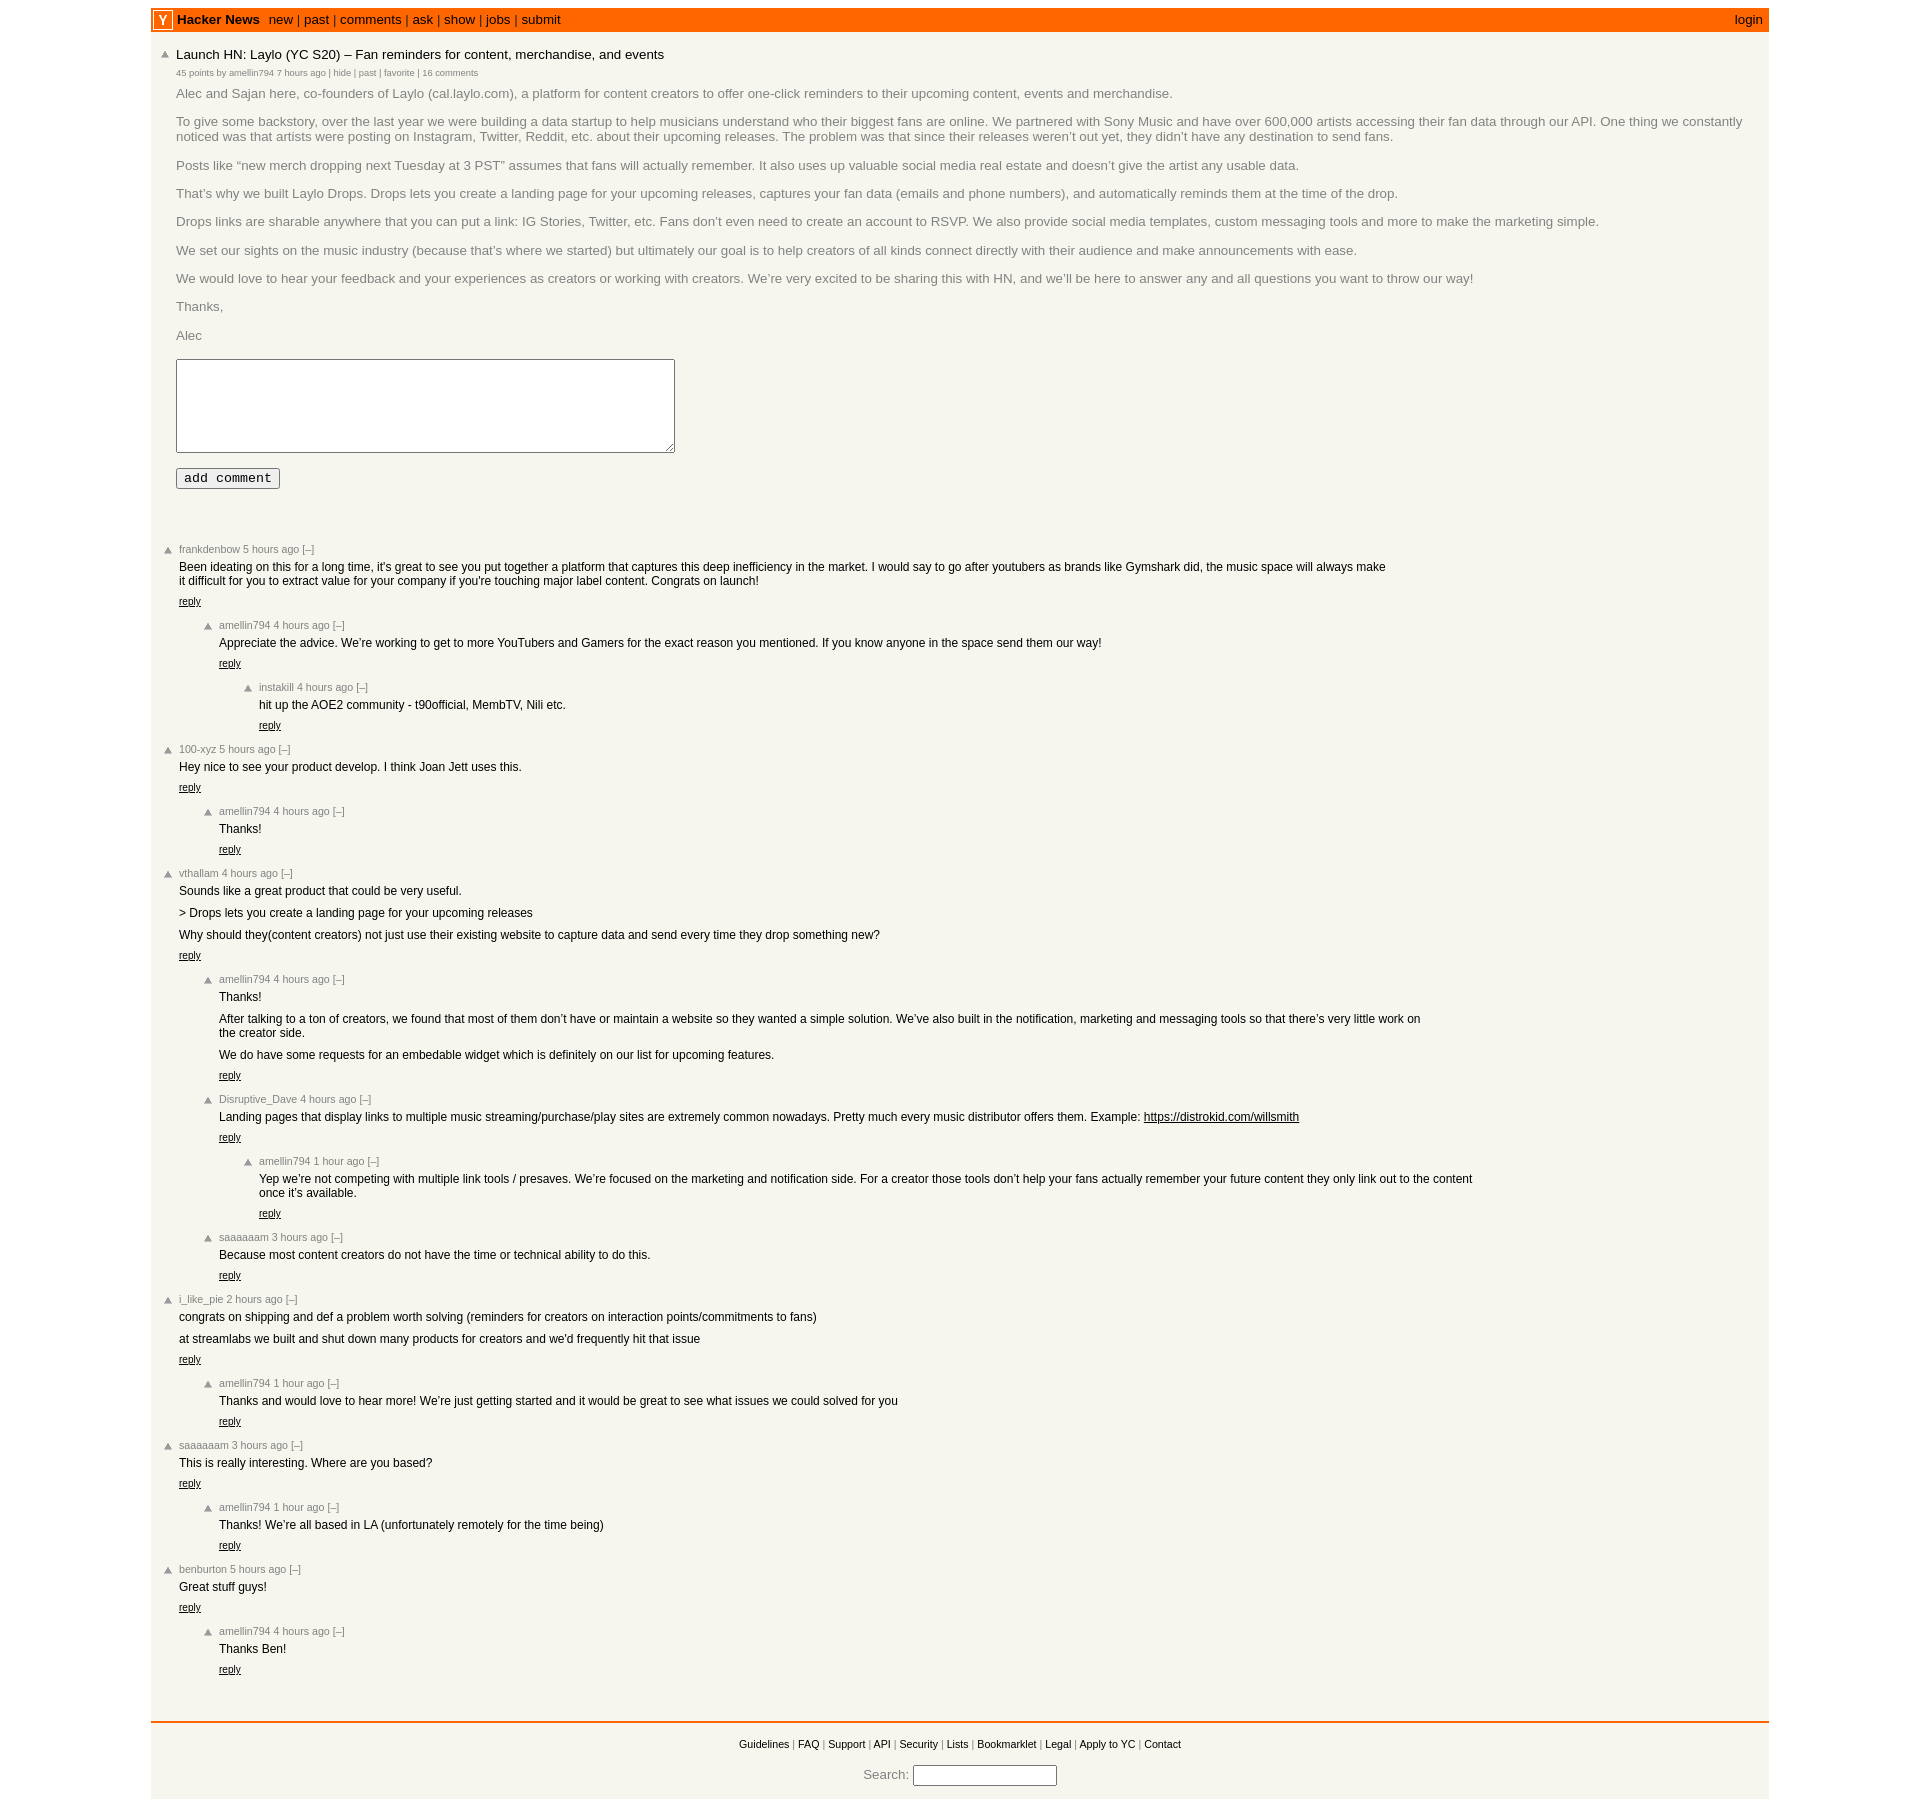 Y Hacker News new | past | comments | ask | show | jobs | submit login
Launch HN: Laylo (YC S20) – Fan reminders for content, merchandise, and events
45 points by amellin794 7 hours ago | hide | past | favorite | 16 comments
Alec and Sajan here, co-founders of Laylo (cal.laylo.com), a platform for content creators to offer one-click reminders to their upcoming content, events and merchandise.
To give some backstory, over the last year we were building a data startup to help musicians understand who their biggest fans are online. We partnered with Sony Music and have over 600,000 artists accessing their fan data through our API. One thing we constantly
noticed was that artists were posting on Instagram, Twitter, Reddit, etc. about their upcoming releases. The problem was that since their releases weren’t out yet, they didn’t have any destination to send fans.
Posts like “new merch dropping next Tuesday at 3 PST” assumes that fans will actually remember. It also uses up valuable social media real estate and doesn’t give the artist any usable data.
That’s why we built Laylo Drops. Drops lets you create a landing page for your upcoming releases, captures your fan data (emails and phone numbers), and automatically reminds them at the time of the drop.
Drops links are sharable anywhere that you can put a link: IG Stories, Twitter, etc. Fans don’t even need to create an account to RSVP. We also provide social media templates, custom messaging tools and more to make the marketing simple.
We set our sights on the music industry (because that’s where we started) but ultimately our goal is to help creators of all kinds connect directly with their audience and make announcements with ease.
We would love to hear your feedback and your experiences as creators or working with creators. We’re very excited to be sharing this with HN, and we’ll be here to answer any and all questions you want to throw our way!
Thanks,
Alec
add comment
frankdenbow 5 hours ago [–]
Been ideating on this for a long time, it's great to see you put together a platform that captures this deep inefficiency in the market. I would say to go after youtubers as brands like Gymshark did, the music space will always make
it difficult for you to extract value for your company if you're touching major label content. Congrats on launch!
reply
amellin794 4 hours ago [–]
Appreciate the advice. We’re working to get to more YouTubers and Gamers for the exact reason you mentioned. If you know anyone in the space send them our way!
reply
instakill 4 hours ago [–]
hit up the AOE2 community - t90official, MembTV, Nili etc.
reply
100-xyz 5 hours ago [–]
Hey nice to see your product develop. I think Joan Jett uses this.
reply
amellin794 4 hours ago [–]
Thanks!
reply
vthallam 4 hours ago [–]
Sounds like a great product that could be very useful.
> Drops lets you create a landing page for your upcoming releases
Why should they(content creators) not just use their existing website to capture data and send every time they drop something new?
reply
amellin794 4 hours ago [–]
Thanks!
After talking to a ton of creators, we found that most of them don’t have or maintain a website so they wanted a simple solution. We’ve also built in the notification, marketing and messaging tools so that there’s very little work on
the creator side.
We do have some requests for an embedable widget which is definitely on our list for upcoming features.
reply
Disruptive_Dave 4 hours ago [–]
Landing pages that display links to multiple music streaming/purchase/play sites are extremely common nowadays. Pretty much every music distributor offers them. Example: https://distrokid.com/willsmith
reply
amellin794 1 hour ago [–]
Yep we’re not competing with multiple link tools / presaves. We’re focused on the marketing and notification side. For a creator those tools don’t help your fans actually remember your future content they only link out to the content
once it’s available.
reply
saaaaaam 3 hours ago [–]
Because most content creators do not have the time or technical ability to do this.
reply
i_like_pie 2 hours ago [–]
congrats on shipping and def a problem worth solving (reminders for creators on interaction points/commitments to fans)
at streamlabs we built and shut down many products for creators and we'd frequently hit that issue
reply
amellin794 1 hour ago [–]
Thanks and would love to hear more! We’re just getting started and it would be great to see what issues we could solved for you
reply
saaaaaam 3 hours ago [–]
This is really interesting. Where are you based?
reply
amellin794 1 hour ago [–]
Thanks! We’re all based in LA (unfortunately remotely for the time being)
reply
benburton 5 hours ago [–]
Great stuff guys!
reply
amellin794 4 hours ago [–]
Thanks Ben!
reply
Guidelines | FAQ | Support | API | Security | Lists | Bookmarklet | Legal | Apply to YC | Contact
Search: